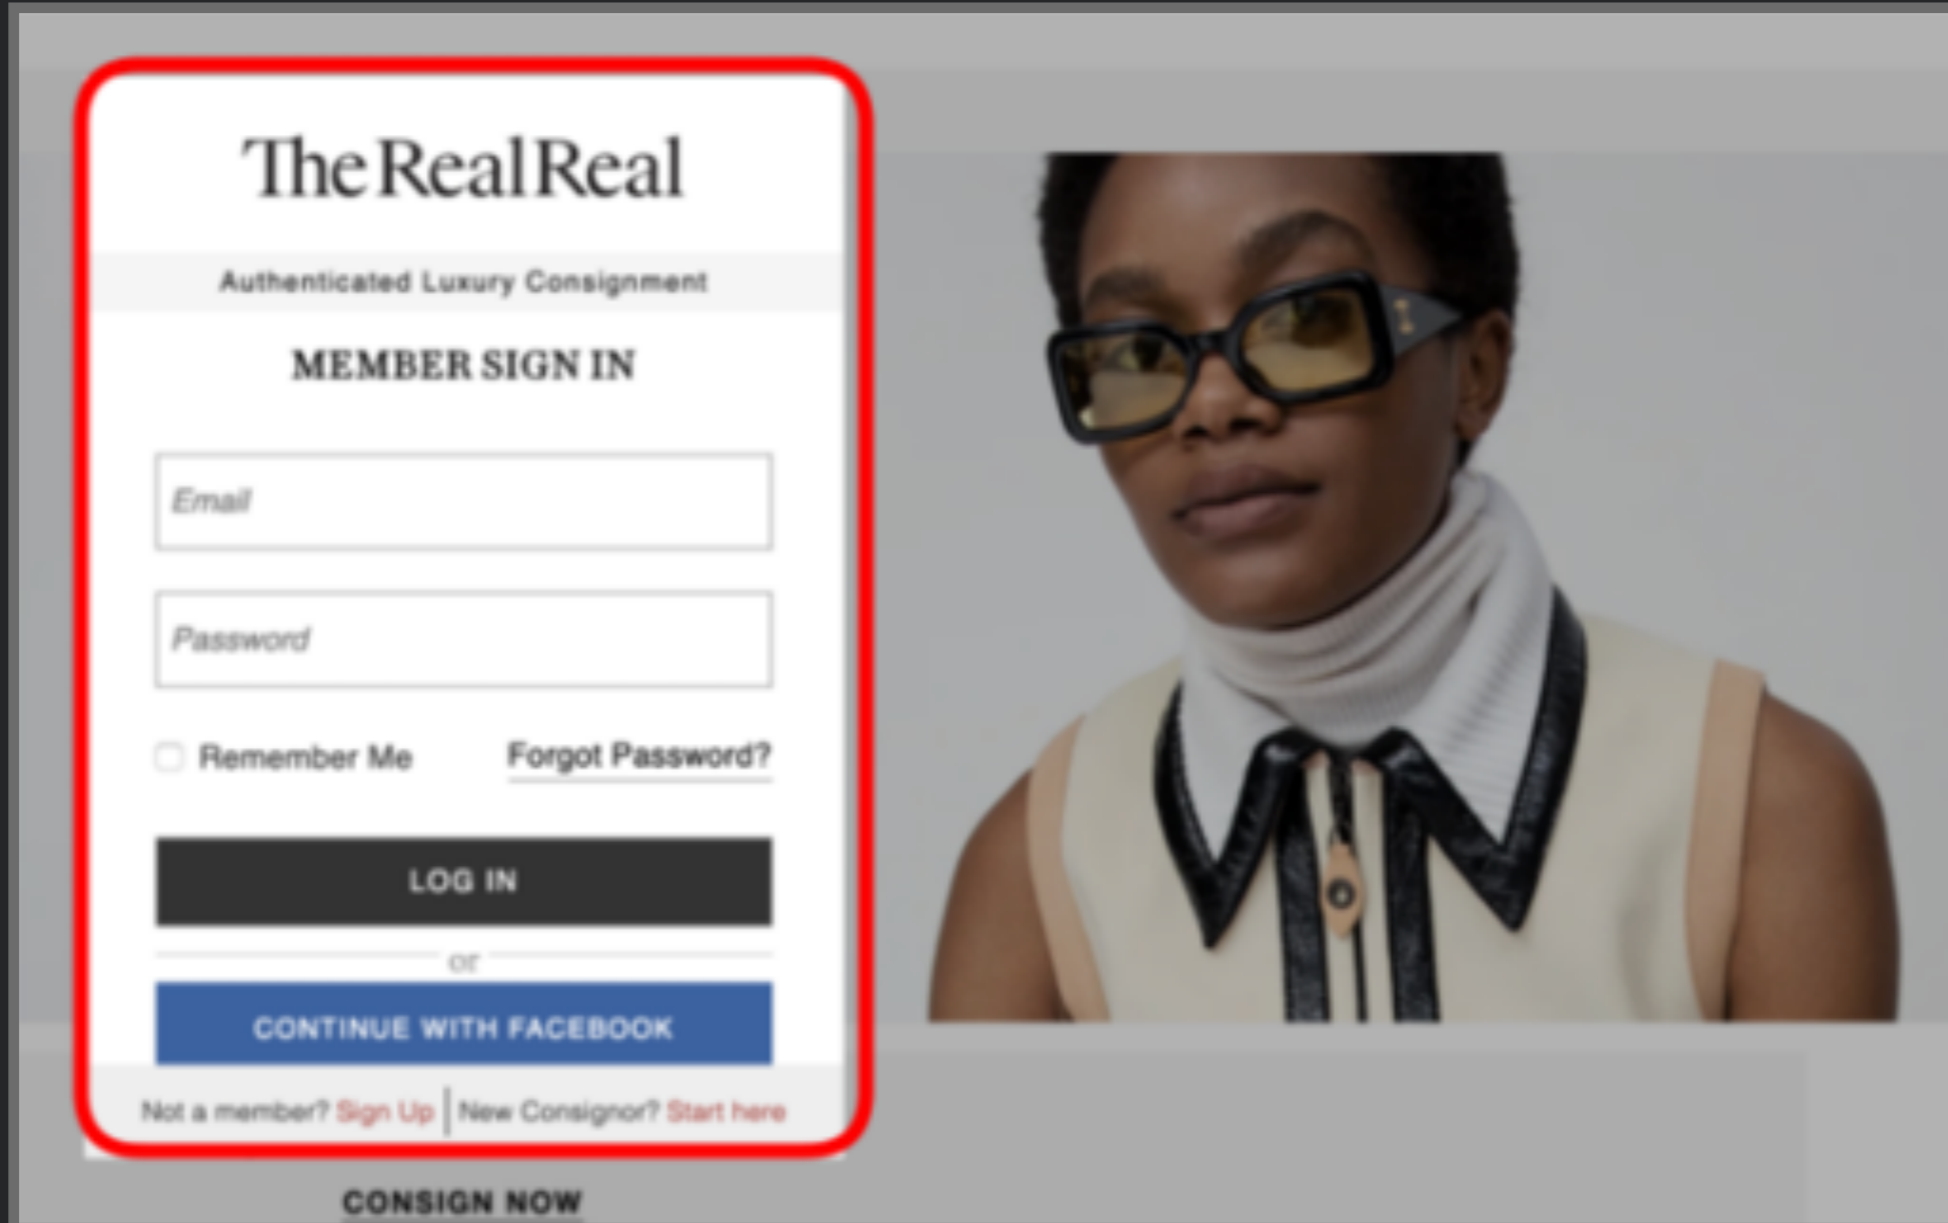 The RealReal
Authenticated Luxury Consignment
MEMBER SIGN IN
Email
Password
Remember Me
Forgot Password?
LOG IN
or
CONTINUE WITH FACEBOOK
Not a member? Sign Up | New Consignor? Start here
CONSIGN NOW